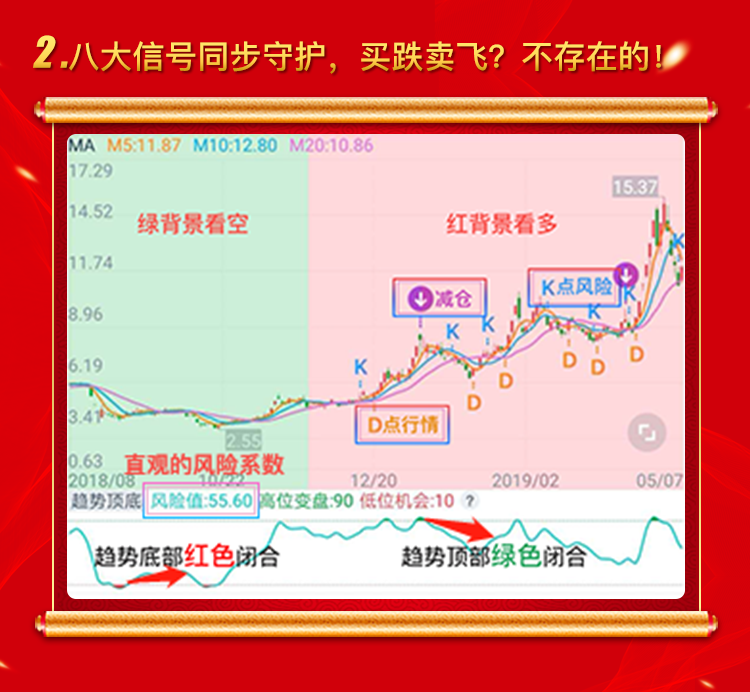 2.八大信号同步守护，买跌卖飞？不存在的！
MA M5:11.87 M10:12.80 M20:10.86
17.29
15.37
14.52
绿背景看空
红背景看多
K
11.74
减仓
K点风险
K
8.96
K
K
K
6.19
K
D
D
D
D
D
3.41
D点行情
2.55
0.63
直观的风险系数
2018/08 10/22 12/20 2019/02 05/07
趋势顶底 风险值:55.60 高位变盘:90 低位机会:10 ?
趋势底部红色闭合
趋势顶部绿色闭合